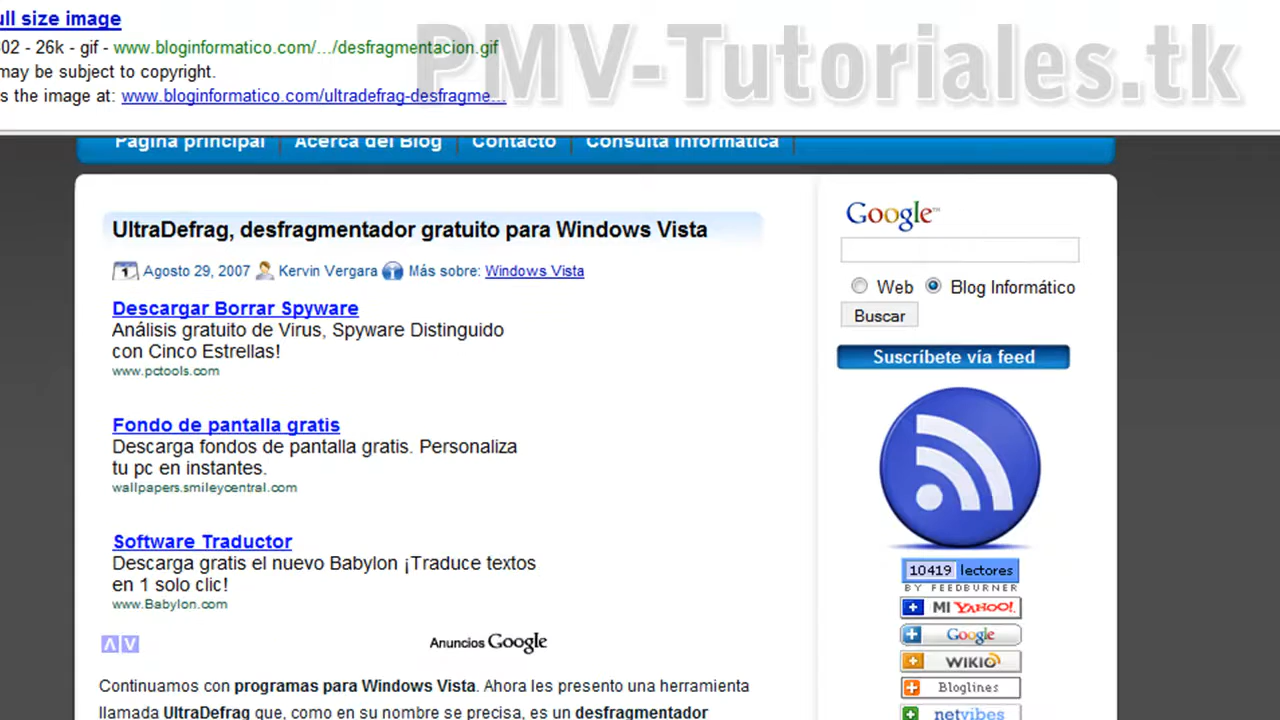 ull size image
02 - 26k - gif - www.bloginformatico.com/.../desfragmentacion.gif
may be subject to copyright.
s the image at: www.bloginformatico.com/ultradefrag-desfragme...
PMV-Tutoriales.tk
Pagina principal Acerca del Blog Contacto Consulta Informatica
UltraDefrag, desfragmentador gratuito para Windows Vista
1 Agosto 29, 2007 Kervin Vergara Más sobre: Windows Vista
Descargar Borrar Spyware
Análisis gratuito de Virus, Spyware Distinguido
con Cinco Estrellas!
www.pctools.com
Fondo de pantalla gratis
Descarga fondos de pantalla gratis. Personaliza
tu pc en instantes.
wallpapers.smileycentral.com
Software Traductor
Descarga gratis el nuevo Babylon ¡Traduce textos
en 1 solo clic!
www.Babylon.com
Anuncios Google
Continuamos con programas para Windows Vista. Ahora les presento una herramienta
llamada UltraDefrag que, como en su nombre se precisa, es un desfragmentador
Google™
Web Blog Informático
Buscar
Suscríbete vía feed
10419 lectores
BY FEEDBURNER
MI YAHOO!
Google
WIKIO
Bloglines
netvibes